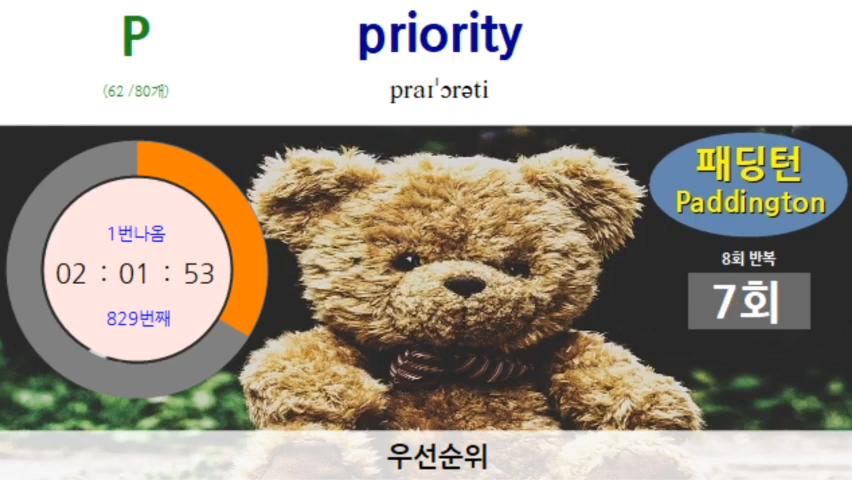 P
priority
(62 /80개)
praɪˈɔrəti
패딩턴
Paddington
1번나옴
02 : 01 : 53
829번째
8회 반복
7회
우선순위